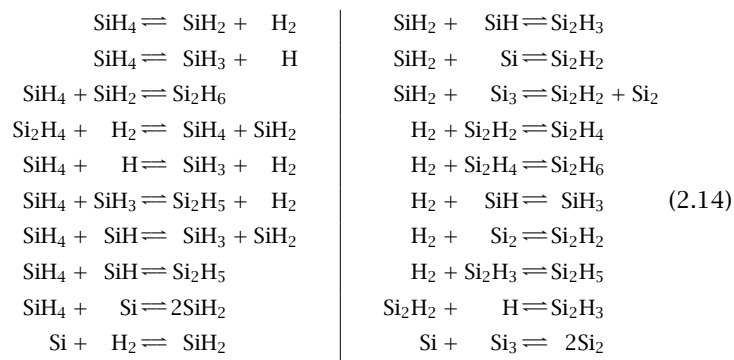 SiH₄ ⇌ SiH₂ + H₂
SiH₄ ⇌ SiH₃ + H
SiH₄ + SiH₂ ⇌ Si₂H₆
Si₂H₄ + H₂ ⇌ SiH₄ + SiH₂
SiH₄ + H ⇌ SiH₃ + H₂
SiH₄ + SiH₃ ⇌ Si₂H₅ + H₂
SiH₄ + SiH ⇌ SiH₃ + SiH₂
SiH₄ + SiH ⇌ Si₂H₅
SiH₄ + Si ⇌ 2SiH₂
Si + H₂ ⇌ SiH₂
SiH₂ + SiH ⇌ Si₂H₃
SiH₂ + Si ⇌ Si₂H₂
SiH₂ + Si₃ ⇌ Si₂H₂ + Si₂
H₂ + Si₂H₂ ⇌ Si₂H₄
H₂ + Si₂H₄ ⇌ Si₂H₆
H₂ + SiH ⇌ SiH₃
H₂ + Si₂ ⇌ Si₂H₂
H₂ + Si₂H₃ ⇌ Si₂H₅
Si₂H₂ + H ⇌ Si₂H₃
Si + Si₃ ⇌ 2Si₂
(2.14)